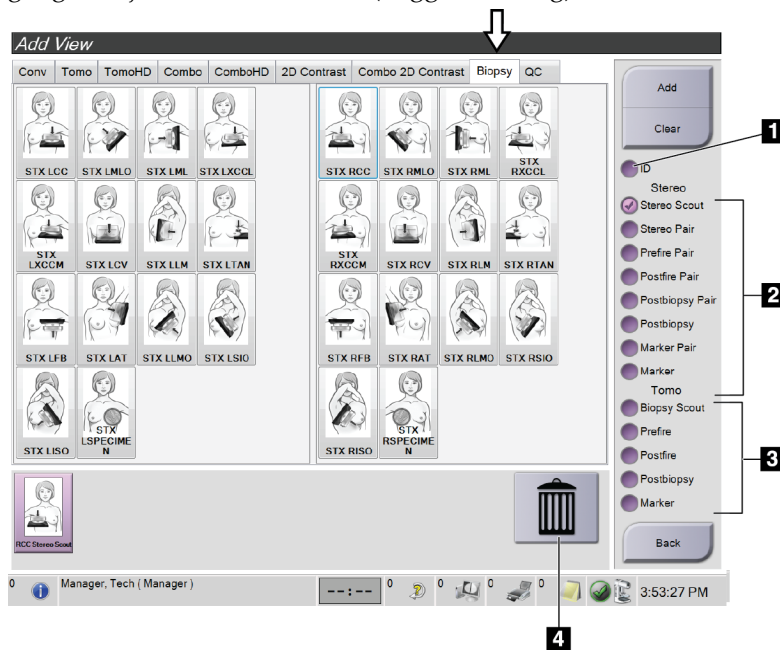 Add View
Conv Tomo TomoHD Combo ComboHD 2D Contrast Combo 2D Contrast Biopsy QC
STX LCC STX LMLO STX LML STX LXCCL
STX RCC STX RMLO STX RML STX RXCCL
STX LXCCM STX LCV STX LLM STX LTAN
STX RXCCM STX RCV STX RLM STX RTAN
STX LFB STX LAT STX LLMO STX LSIO
STX RFB STX RAT STX RLMO STX RSIO
STX LISO STX LSPECIMEN
STX RISO STX RSPECIMEN
Add
Clear
1
ID
Stereo
Stereo Scout
Stereo Pair
Prefire Pair
Postfire Pair
2
Postbiopsy Pair
Postbiopsy
Marker Pair
Marker
Tomo
Biopsy Scout
Prefire
Postfire
3
Postbiopsy
Marker
Back
RCC Stereo Scout
0 Manager, Tech ( Manager ) --:-- 0 0 0 0 3:53:27 PM
4